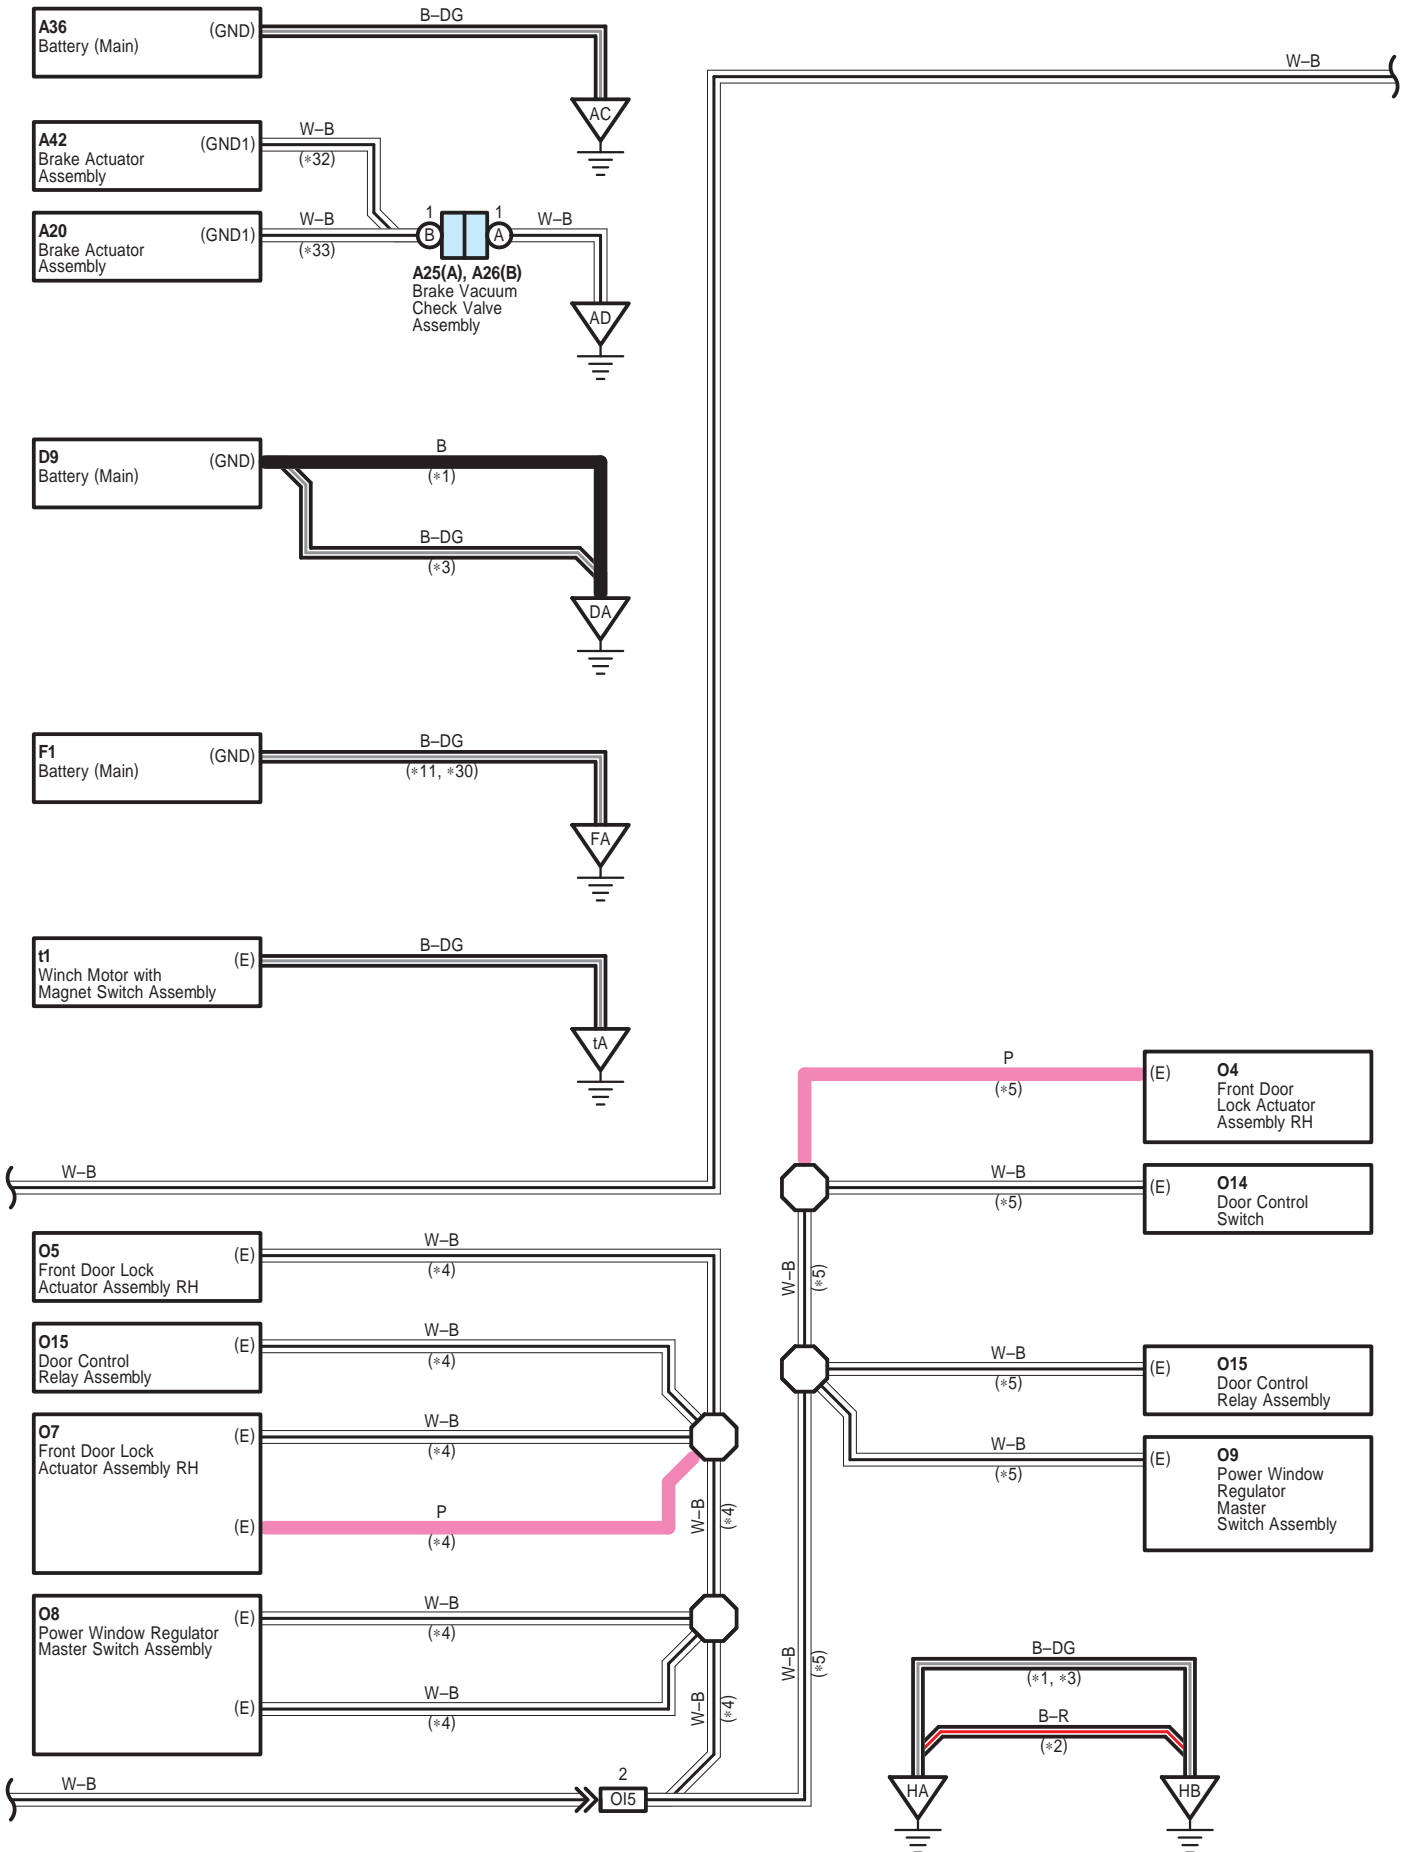 A36
Battery (Main)
(GND)
B–DG
AC
W–B
A42
Brake Actuator
Assembly
(GND1)
W–B
(*32)
A20
Brake Actuator
Assembly
(GND1)
W–B
(*33)
1
B
1
A
W–B
A25(A), A26(B)
Brake Vacuum
Check Valve
Assembly
AD
D9
Battery (Main)
(GND)
B
(*1)
B–DG
(*3)
DA
F1
Battery (Main)
(GND)
B–DG
(*11, *30)
FA
t1
Winch Motor with
Magnet Switch Assembly
(E)
B–DG
tA
W–B
P
(*5)
(E)
O4
Front Door
Lock Actuator
Assembly RH
W–B
(*5)
(E)
O14
Door Control
Switch
W–B
(*5)
W–B
(*5)
(E)
O15
Door Control
Relay Assembly
W–B
(*5)
(E)
O9
Power Window
Regulator
Master
Switch Assembly
W–B
(*5)
O5
Front Door Lock
Actuator Assembly RH
(E)
W–B
(*4)
O15
Door Control
Relay Assembly
(E)
W–B
(*4)
O7
Front Door Lock
Actuator Assembly RH
(E)
W–B
(*4)
(E)
P
(*4)
W–B
(*4)
O8
Power Window Regulator
Master Switch Assembly
(E)
W–B
(*4)
(E)
W–B
(*4)
W–B
(*4)
W–B
2
OI5
B–DG
(*1, *3)
B–R
(*2)
HA
HB